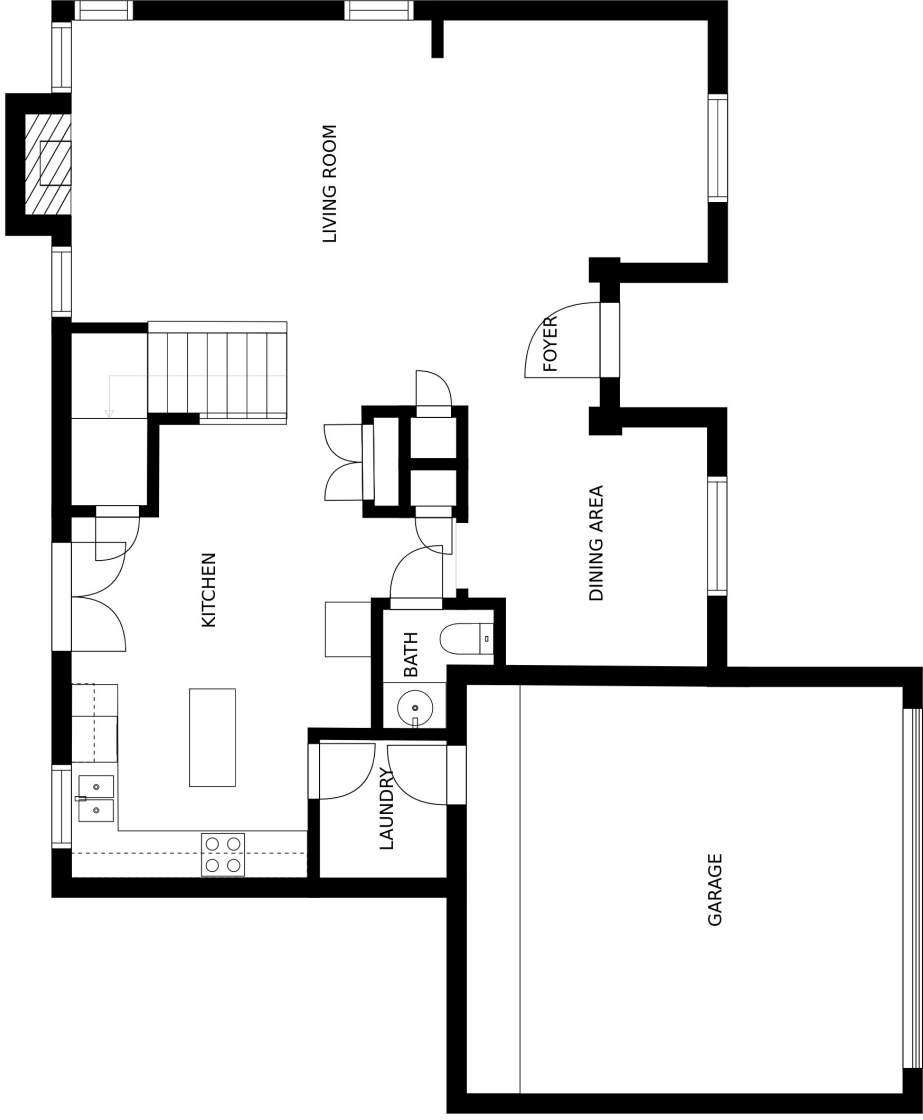 LIVING ROOM
FOYER
DINING AREA
KITCHEN
BATH
LAUNDRY
GARAGE